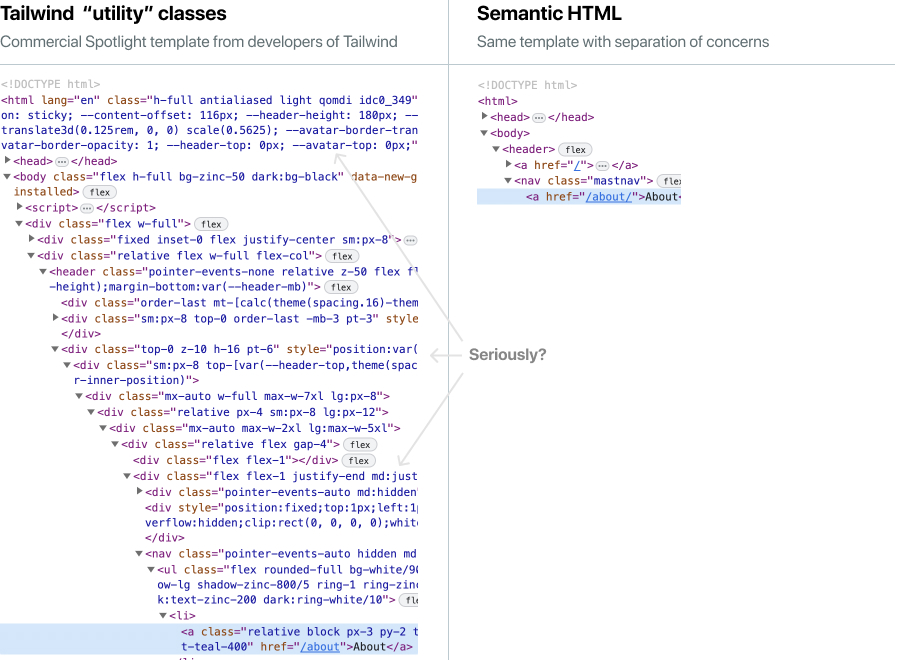 Tailwind “utility” classes
Commercial Spotlight template from developers of Tailwind
<!DOCTYPE html>
<html lang="en" class="h-full antialiased light qomdi idc0_349"
on: sticky; --content-offset: 116px; --header-height: 180px; --
translate3d(0.125rem, 0, 0) scale(0.5625); --avatar-border-tran
vatar-border-opacity: 1; --header-top: 0px; --avatar-top: 0px;"
<head> ⋯ </head>
<body class="flex h-full bg-zinc-50 dark:bg-black" data-new-g
installed> flex
<script> ⋯ </script>
<div class="flex w-full"> flex
<div class="fixed inset-0 flex justify-center sm:px-8"> ⋯
<div class="relative flex w-full flex-col"> flex
<header class="pointer-events-none relative z-50 flex fl
-height);margin-bottom:var(--header-mb)"> flex
<div class="order-last mt-[calc(theme(spacing.16)-them
<div class="sm:px-8 top-0 order-last -mb-3 pt-3" style
</div>
<div class="top-0 z-10 h-16 pt-6" style="position:var(
<div class="sm:px-8 top-[var(--header-top,theme(spac
r-inner-position)">
<div class="mx-auto w-full max-w-7xl lg:px-8">
<div class="relative px-4 sm:px-8 lg:px-12">
<div class="mx-auto max-w-2xl lg:max-w-5xl">
<div class="relative flex gap-4"> flex
<div class="flex flex-1"></div> flex
<div class="flex flex-1 justify-end md:just
<div class="pointer-events-auto md:hidden"
<div style="position:fixed;top:1px;left:1p
verflow:hidden;clip:rect(0, 0, 0, 0);white
</div>
<nav class="pointer-events-auto hidden md
<ul class="flex rounded-full bg-white/90
ow-lg shadow-zinc-800/5 ring-1 ring-zinc
k:text-zinc-200 dark:ring-white/10"> fle
<li>
<a class="relative block px-3 py-2 t
t-teal-400" href="/about">About</a>
Semantic HTML
Same template with separation of concerns
<!DOCTYPE html>
<html>
<head> ⋯ </head>
<body>
<header> flex
<a href="/"> ⋯ </a>
<nav class="mastnav"> flex
<a href="/about/">About<
Seriously?